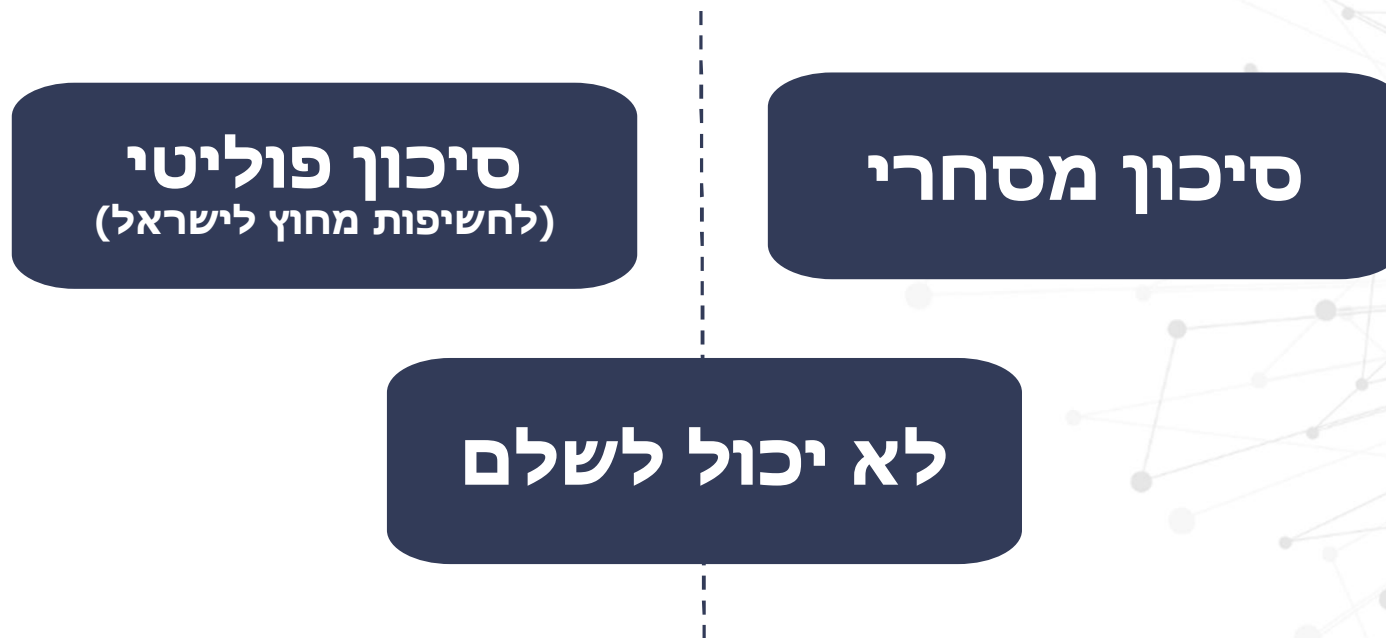 סיכון מסחרי
סיכון פוליטי
(לחשיפות מחוץ לישראל)
לא יכול לשלם